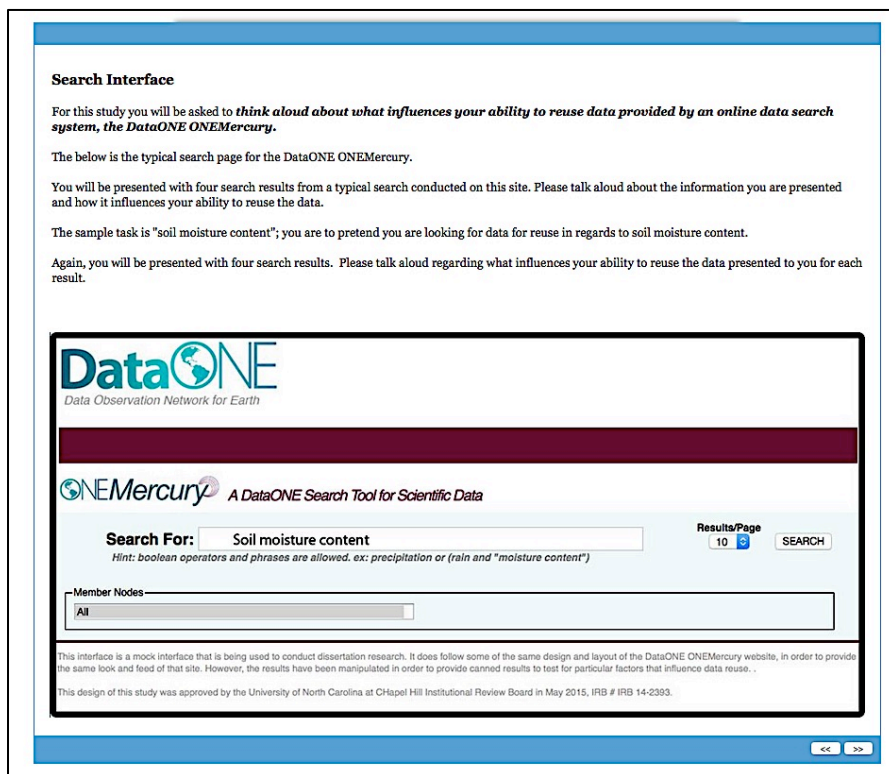 Search Interface
For this study you will be asked to think aloud about what influences your ability to reuse data provided by an online data search
system, the DataONE ONEMercury.
The below is the typical search page for the DataONE ONEMercury.
You will be presented with four search results from a typical search conducted on this site. Please talk aloud about the information you are presented
and how it influences your ability to reuse the data.
The sample task is "soil moisture content"; you are to pretend you are looking for data for reuse in regards to soil moisture content.
Again, you will be presented with four search results. Please talk aloud regarding what influences your ability to reuse the data presented to you for each
result.
DataONE
Data Observation Network for Earth
ONEMercury A DataONE Search Tool for Scientific Data
Results/Page
Search For: Soil moisture content 10 SEARCH
Hint: boolean operators and phrases are allowed. ex: precipitation or (rain and "moisture content")
Member Nodes
All
This interface is a mock interface that is being used to conduct dissertation research. It does follow some of the same design and layout of the DataONE ONEMercury website, in order to provide
the same look and feed of that site. However, the results have been manipulated in order to provide canned results to test for particular factors that influence data reuse. .
This design of this study was approved by the University of North Carolina at CHapel Hill Institutional Review Board in May 2015, IRB # IRB 14-2393.
<< >>